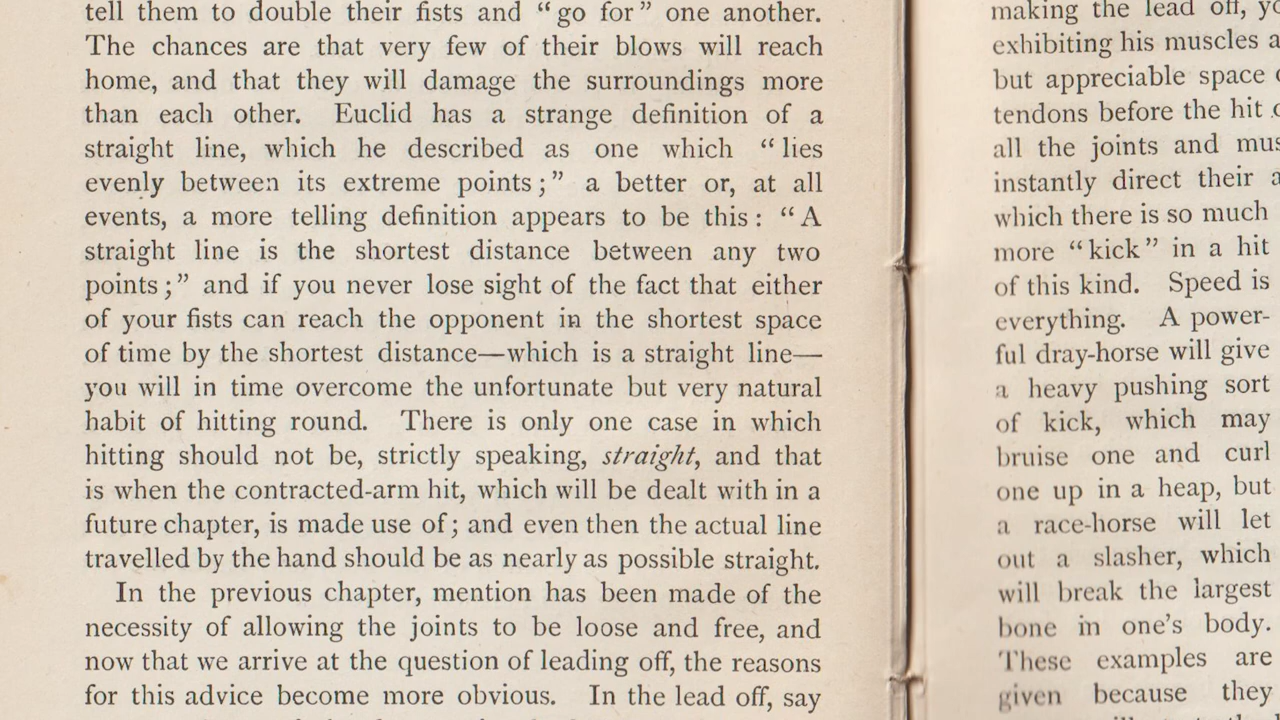 tell them to double their fists and “go for” one another.
The chances are that very few of their blows will reach
home, and that they will damage the surroundings more
than each other. Euclid has a strange definition of a
straight line, which he described as one which “lies
evenly between its extreme points;” a better or, at all
events, a more telling definition appears to be this: “A
straight line is the shortest distance between any two
points;” and if you never lose sight of the fact that either
of your fists can reach the opponent in the shortest space
of time by the shortest distance—which is a straight line—
you will in time overcome the unfortunate but very natural
habit of hitting round. There is only one case in which
hitting should not be, strictly speaking, straight, and that
is when the contracted-arm hit, which will be dealt with in a
future chapter, is made use of; and even then the actual line
travelled by the hand should be as nearly as possible straight.
In the previous chapter, mention has been made of the
necessity of allowing the joints to be loose and free, and
now that we arrive at the question of leading off, the reasons
for this advice become more obvious. In the lead off, say
making the lead off,
exhibiting his muscles
but appreciable space
tendons before the hit
all the joints and
instantly direct their
which there is so much
more “kick” in a hit
of this kind. Speed is
everything. A power-
ful dray-horse will give
a heavy pushing sort
of kick, which may
bruise one and curl
one up in a heap, but
a race-horse will let
out a slasher, which
will break the largest
bone in one’s body.
These examples are
given because they